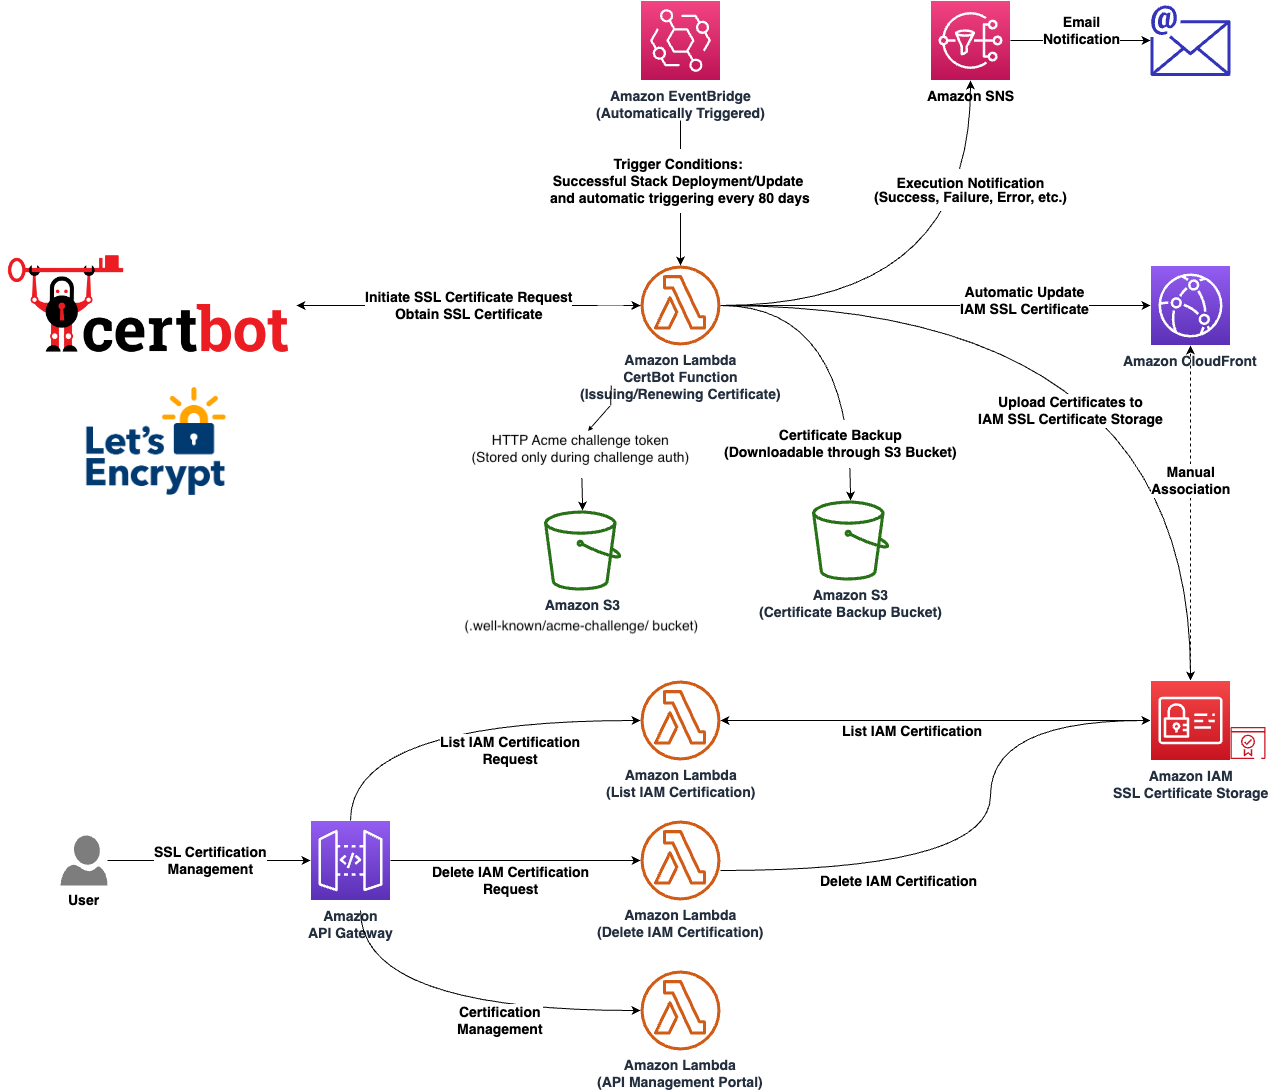 Amazon EventBridge
(Automatically Triggered)
Amazon SNS
Email
Notification
@
Trigger Conditions:
Successful Stack Deployment/Update
and automatic triggering every 80 days
Execution Notification
(Success, Failure, Error, etc.)
certbot
Initiate SSL Certificate Request
Obtain SSL Certificate
Automatic Update
IAM SSL Certificate
Amazon Lambda
CertBot Function
(Issuing/Renewing Certificate)
Amazon CloudFront
Let's
Encrypt
HTTP Acme challenge token
(Stored only during challenge auth)
Certificate Backup
(Downloadable through S3 Bucket)
Upload Certificates to
IAM SSL Certificate Storage
Manual
Association
Amazon S3
(.well-known/acme-challenge/ bucket)
Amazon S3
(Certificate Backup Bucket)
List IAM Certification
Request
Amazon Lambda
(List IAM Certification)
List IAM Certification
Amazon IAM
SSL Certificate Storage
User
SSL Certification
Management
</>
Amazon
API Gateway
Delete IAM Certification
Request
Amazon Lambda
(Delete IAM Certification)
Delete IAM Certification
Certification
Management
Amazon Lambda
(API Management Portal)